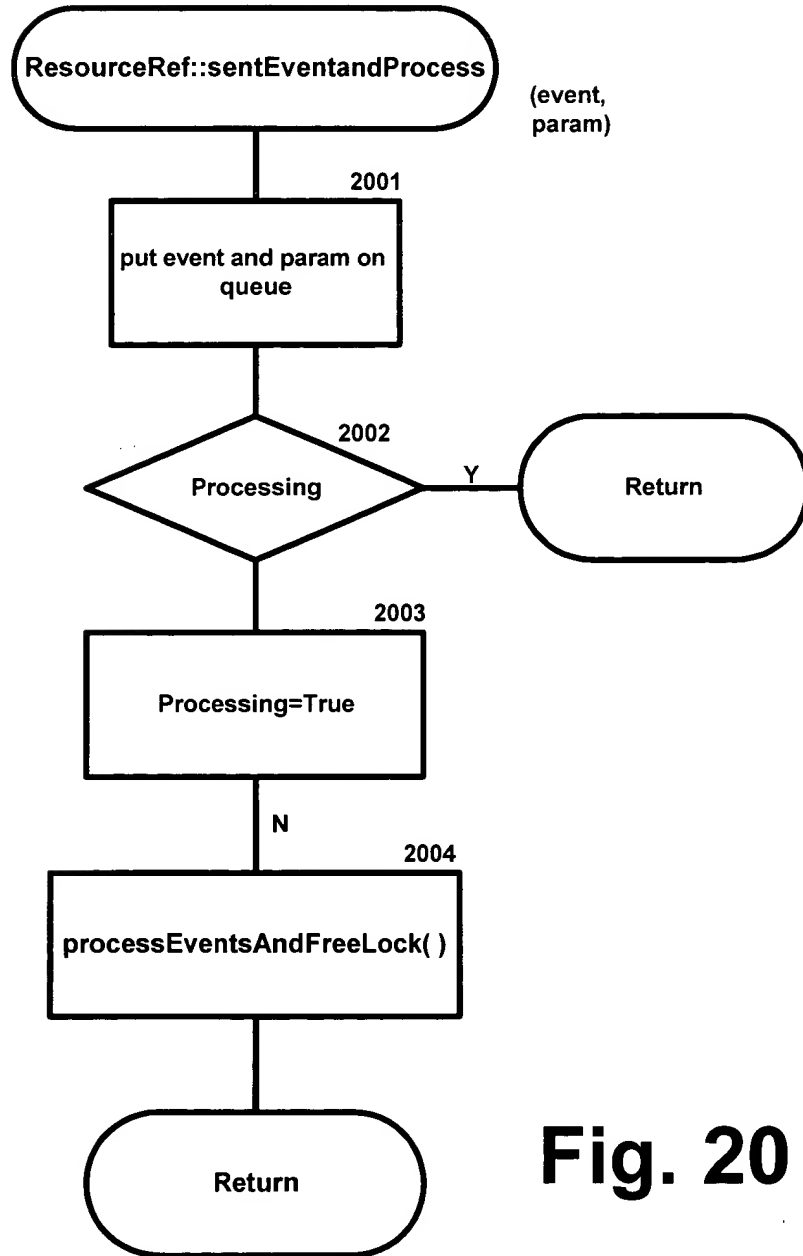 ResourceRef::sentEventandProcess
(event,
param)
2001
put event and param on
queue
2002
Processing
Y
Return
2003
Processing=True
N
2004
processEventsAndFreeLock( )
Return
Fig. 20